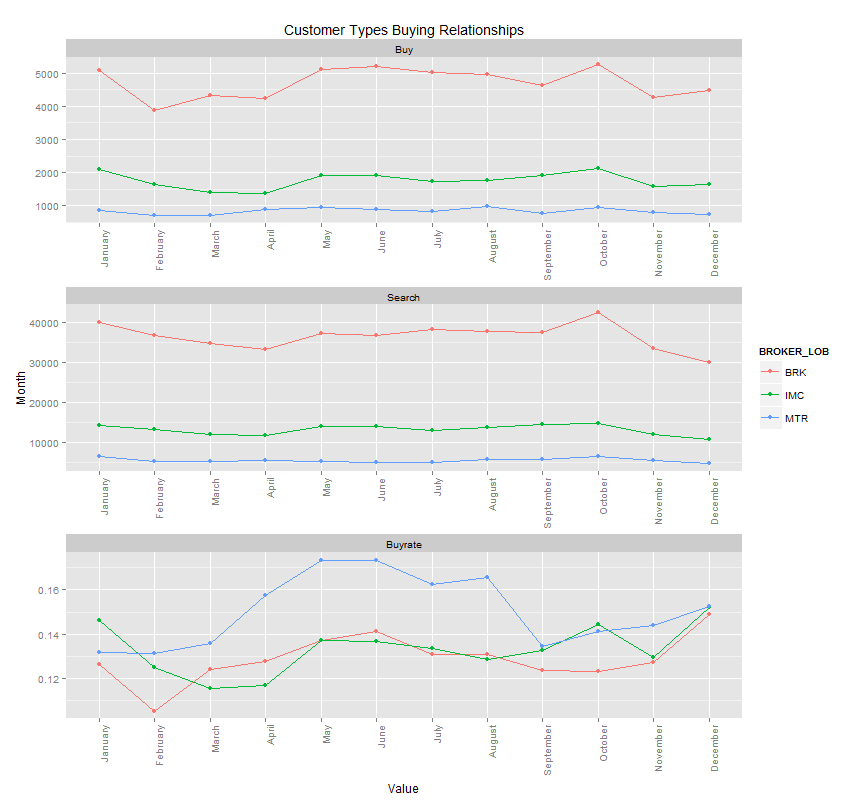 Customer Types Buying Relationships
Buy
5000
4000
3000
2000
1000
January
February
March
April
May
June
July
August
September
October
November
December
Search
40000
30000
20000
10000
January
February
March
April
May
June
July
August
September
October
November
December
Month
BROKER_LOB
BRK
IMC
MTR
Buyrate
0.16
0.14
0.12
January
February
March
April
May
June
July
August
September
October
November
December
Value